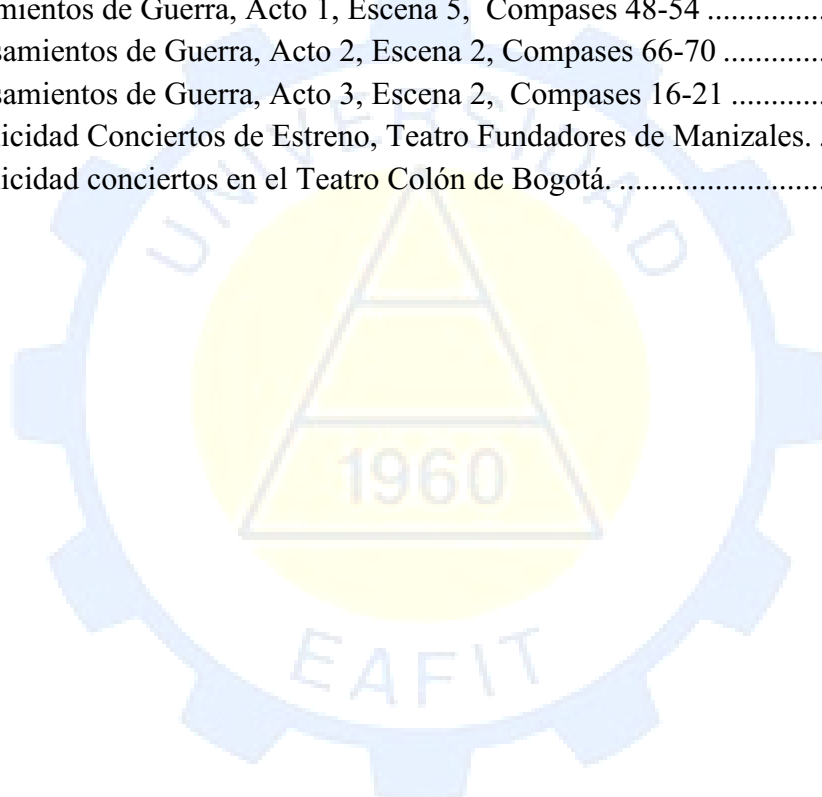 mientos de Guerra, Acto 1, Escena 5, Compases 48-54 ..............
samientos de Guerra, Acto 2, Escena 2, Compases 66-70 .............
samientos de Guerra, Acto 3, Escena 2, Compases 16-21 ............
icidad Conciertos de Estreno, Teatro Fundadores de Manizales. .
icidad conciertos en el Teatro Colón de Bogotá. ..........................
UNIVERSIDAD
1960
EAFIT